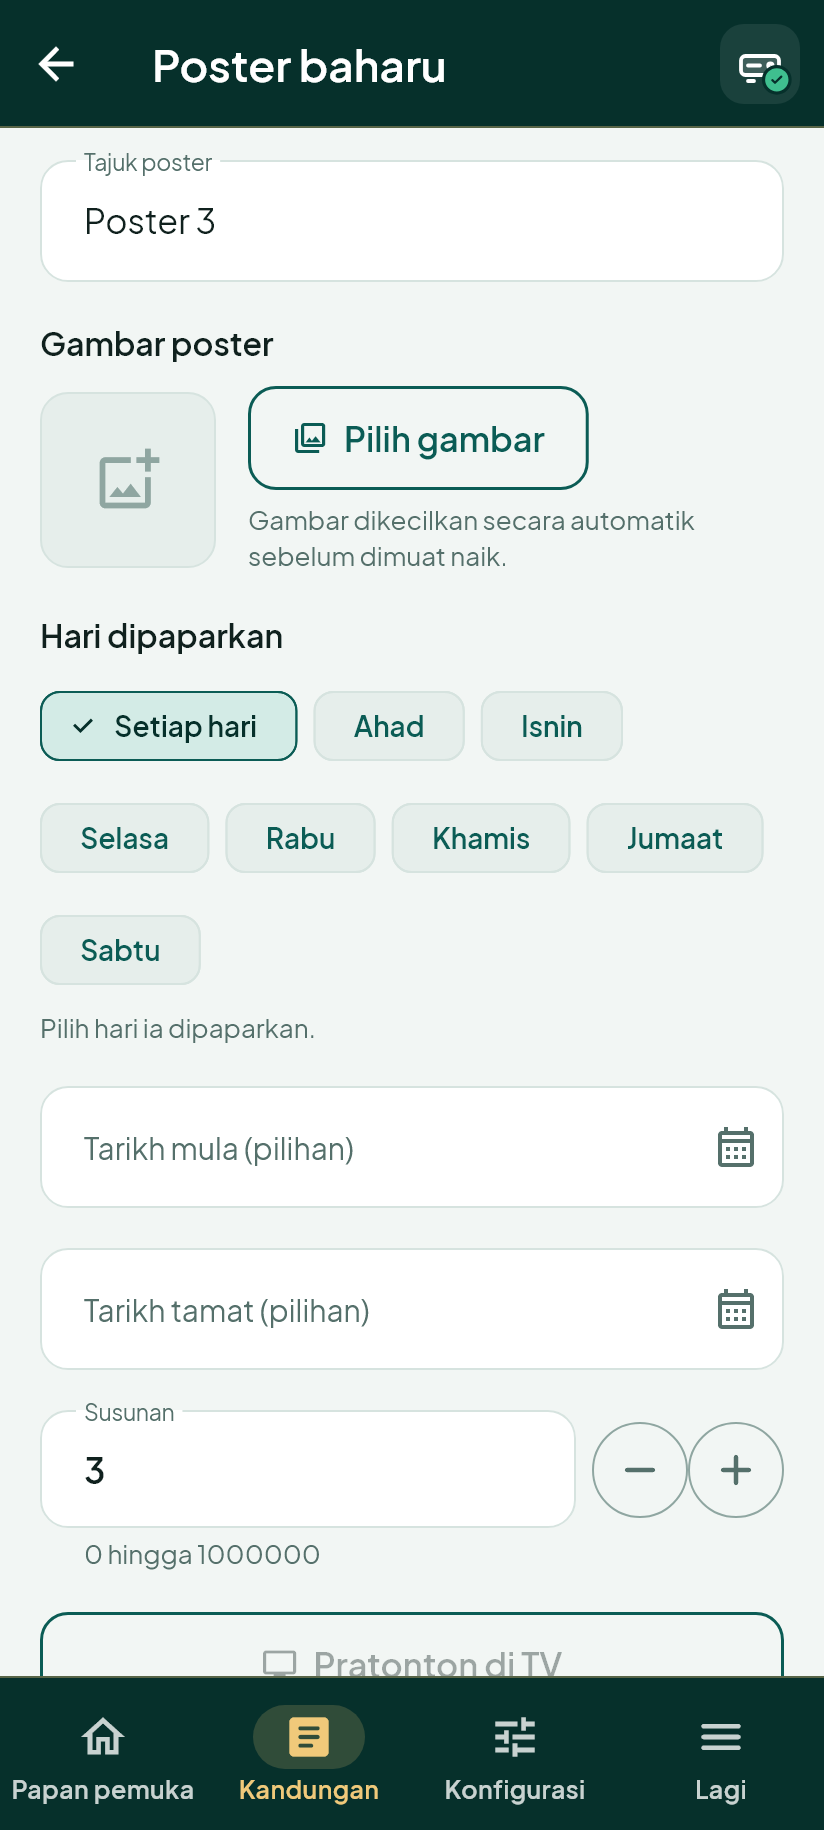 Poster baharu
Tajuk poster
Poster 3
Gambar poster
Pilih gambar
Gambar dikecilkan secara automatik
sebelum dimuat naik.
Hari dipaparkan
Setiap hari
Ahad
Isnin
Selasa
Rabu
Khamis
Jumaat
Sabtu
Pilih hari ia dipaparkan.
Tarikh mula (pilihan)
Tarikh tamat (pilihan)
Susunan
3
0 hingga 1000000
Pratonton di TV
Papan pemuka
Kandungan
Konfigurasi
Lagi